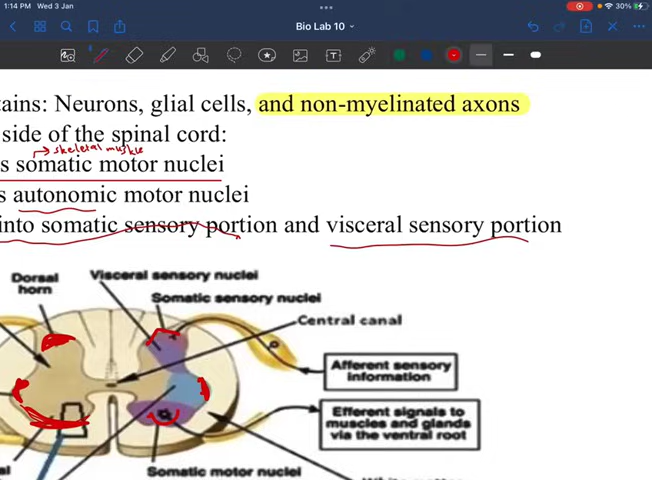 1:14 PM Wed 3 Jan
30%
Bio Lab 10
tains: Neurons, glial cells, and non-myelinated axons
side of the spinal cord:
skeletal muskle
s somatic motor nuclei
s autonomic motor nuclei
into somatic sensory portion and visceral sensory portion
Dorsal
horn
Visceral sensory nuclei
Somatic sensory nuclei
Central canal
Afferent sensory
information
Efferent signals to
muscles and glands
via the ventral root
Somatic motor nuclei